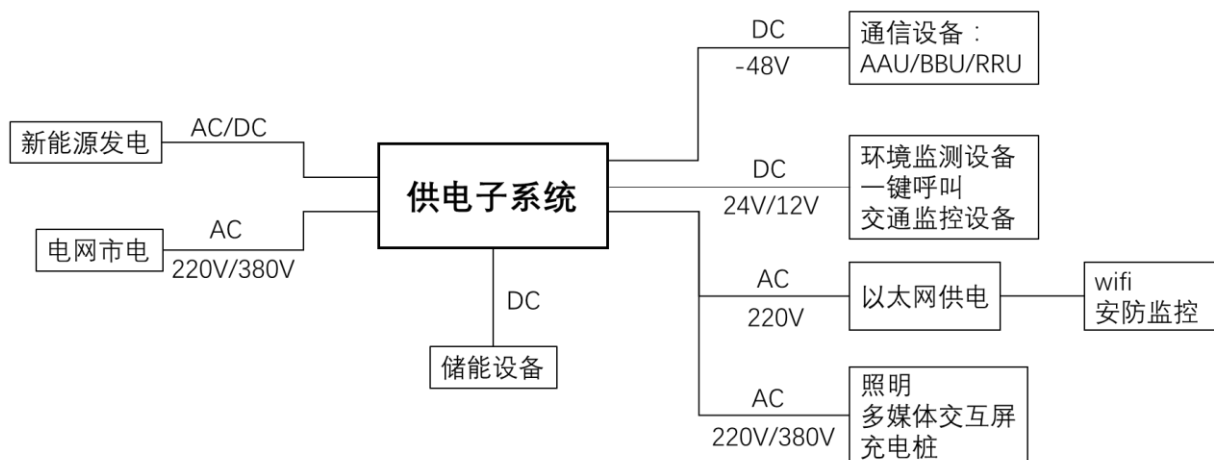 新能源发电
AC/DC
电网市电
AC
220V/380V
供电子系统
DC
储能设备
DC
-48V
通信设备：
AAU/BBU/RRU
DC
24V/12V
环境监测设备
一键呼叫
交通监控设备
AC
220V
以太网供电
wifi
安防监控
AC
220V/380V
照明
多媒体交互屏
充电桩